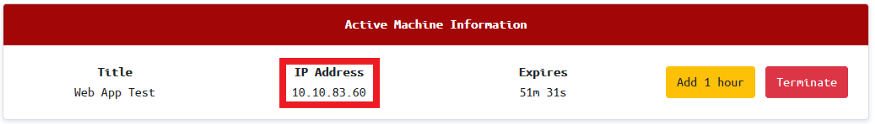 Active Machine Information
Title IP Address Expires
Web App Test 10.10.83.60 51m 31s Add 1 hour Terminate